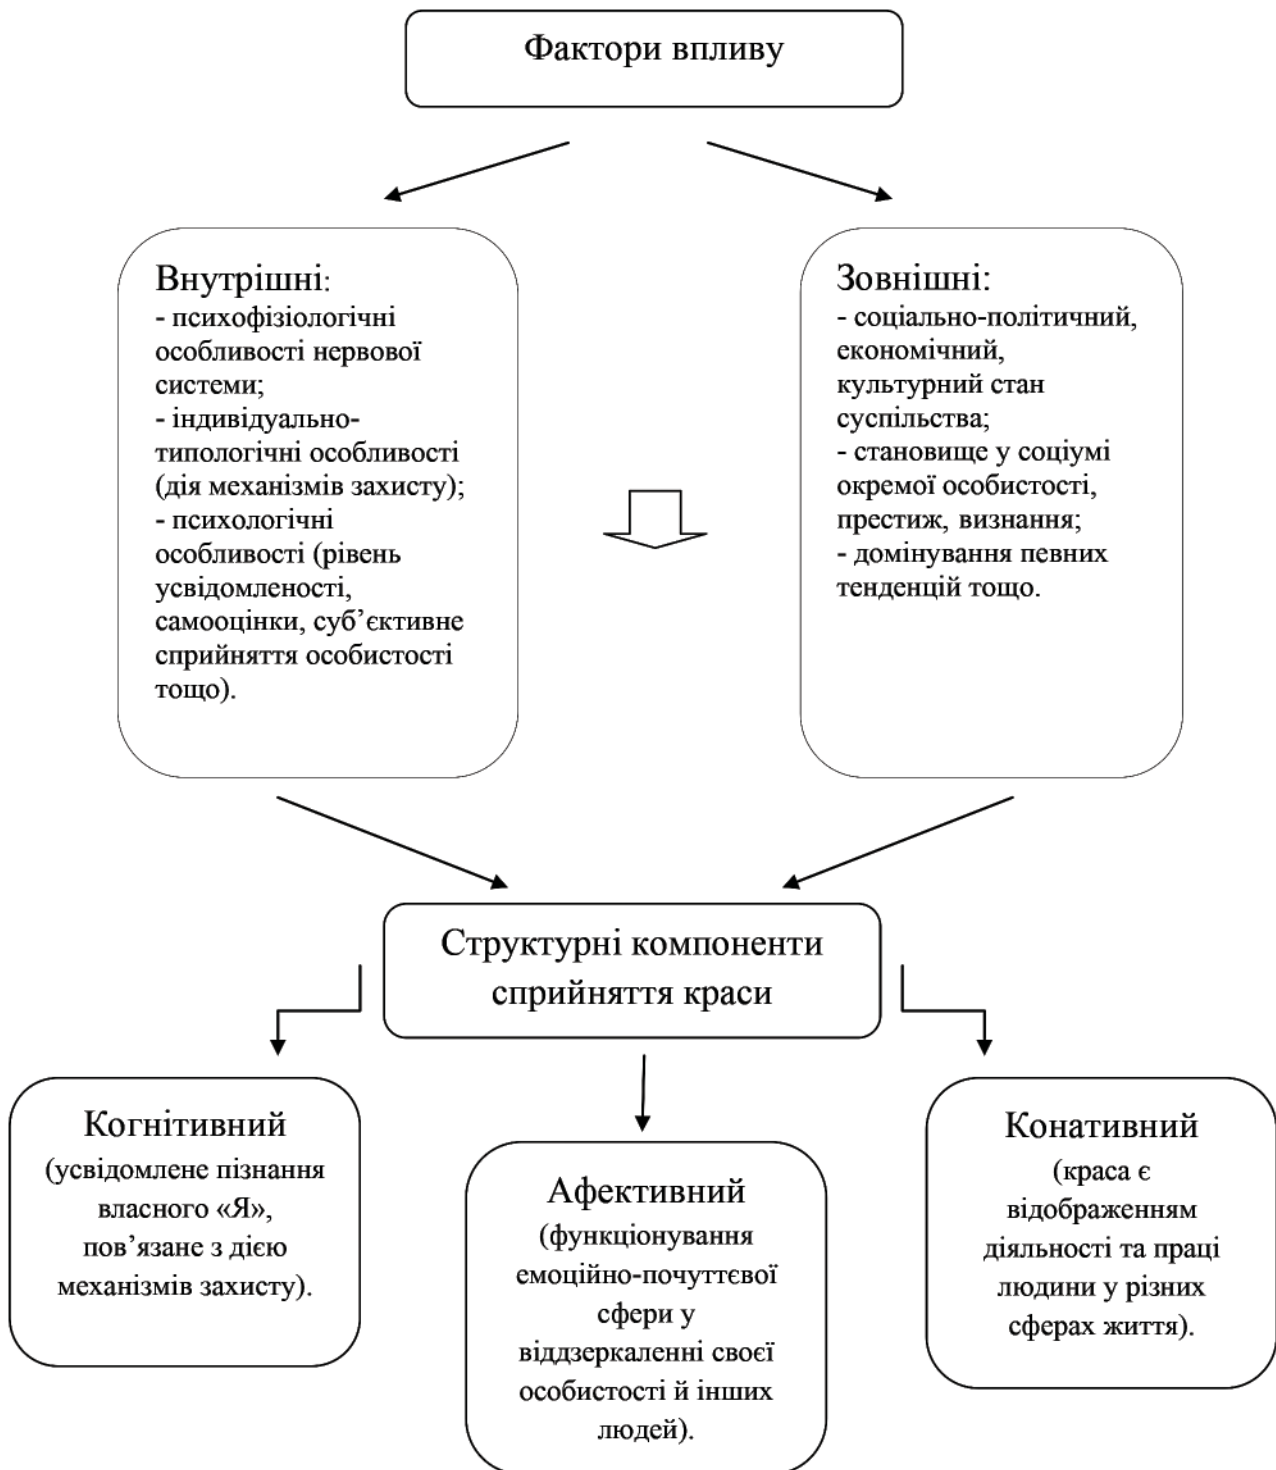 Фактори впливу
Внутрішні:
- психофізіологічні
особливості нервової
системи;
- індивідуально-
типологічні особливості
(дія механізмів захисту);
- психологічні
особливості (рівень
усвідомленості,
самооцінки, суб’єктивне
сприйняття особистості
тощо).
Зовнішні:
- соціально-політичний,
економічний,
культурний стан
суспільства;
- становище у соціумі
окремої особистості,
престиж, визнання;
- домінування певних
тенденцій тощо.
Структурні компоненти
сприйняття краси
Когнітивний
(усвідомлене пізнання
власного «Я»,
пов’язане з дією
механізмів захисту).
Афективний
(функціонування
емоційно-почуттєвої
сфери у
віддзеркаленні своєї
особистості й інших
людей).
Конативний
(краса є
відображенням
діяльності та праці
людини у різних
сферах життя).